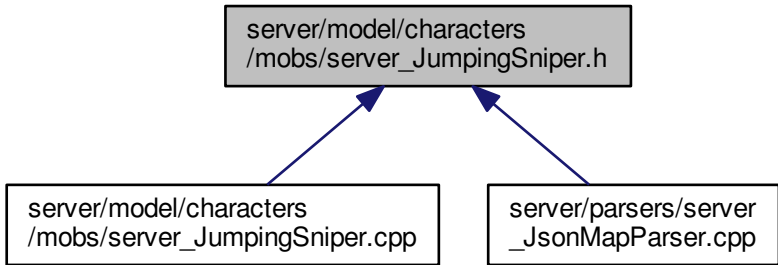 server/model/characters
/mobs/server_JumpingSniper.h
server/model/characters
/mobs/server_JumpingSniper.cpp
server/parsers/server
_JsonMapParser.cpp